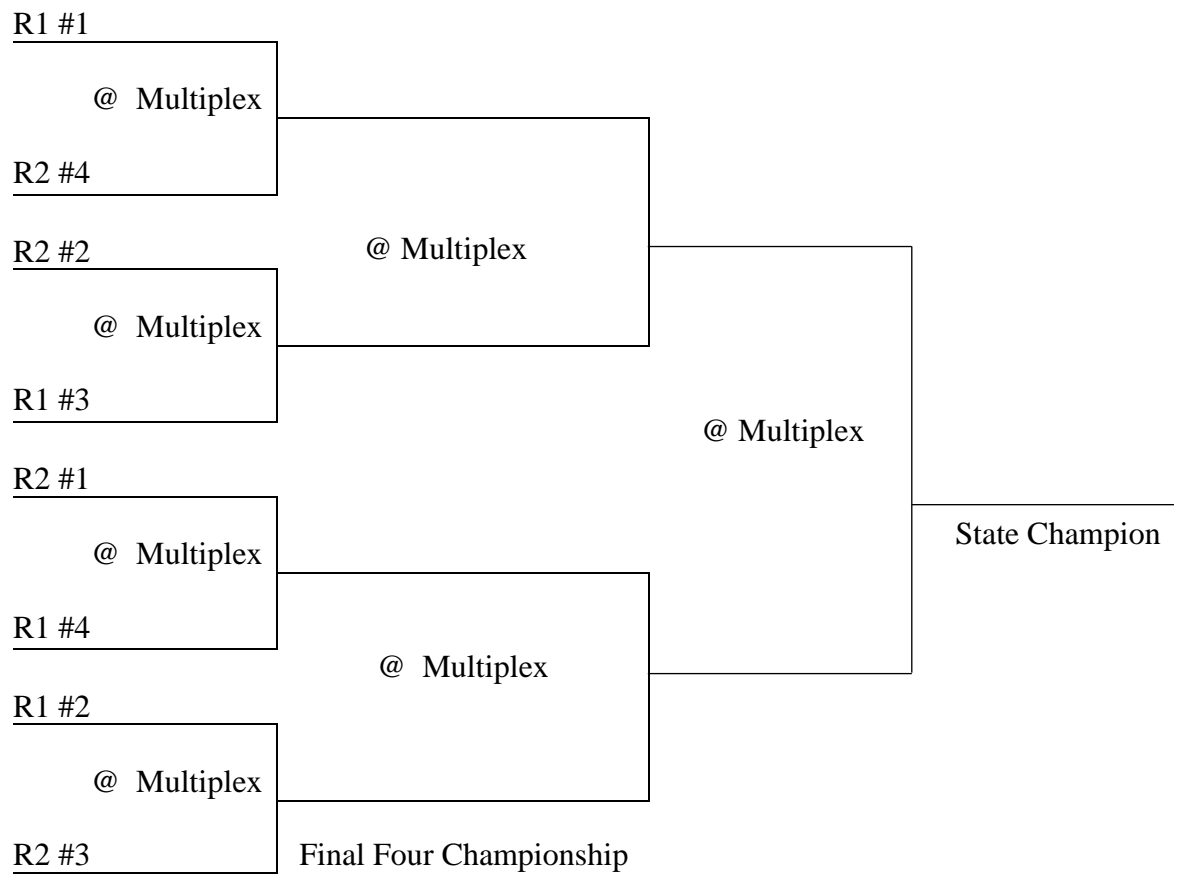 R1 #1
@ Multiplex
R2 #4
R2 #2
@ Multiplex
@ Multiplex
R1 #3
@ Multiplex
R2 #1
State Champion
@ Multiplex
R1 #4
@ Multiplex
R1 #2
@ Multiplex
R2 #3
Final Four Championship